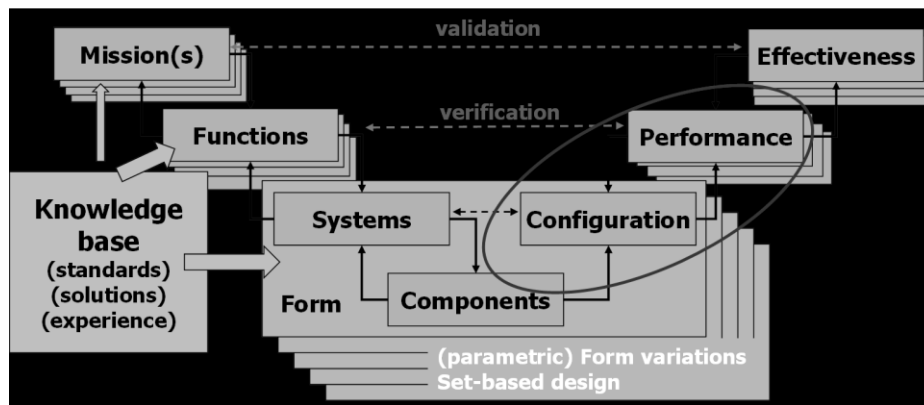 validation
Mission(s)
Effectiveness
verification
Functions
Performance
Knowledge
base
(standards)
(solutions)
(experience)
Systems
Configuration
Components
Form
(parametric) Form variations
Set-based design